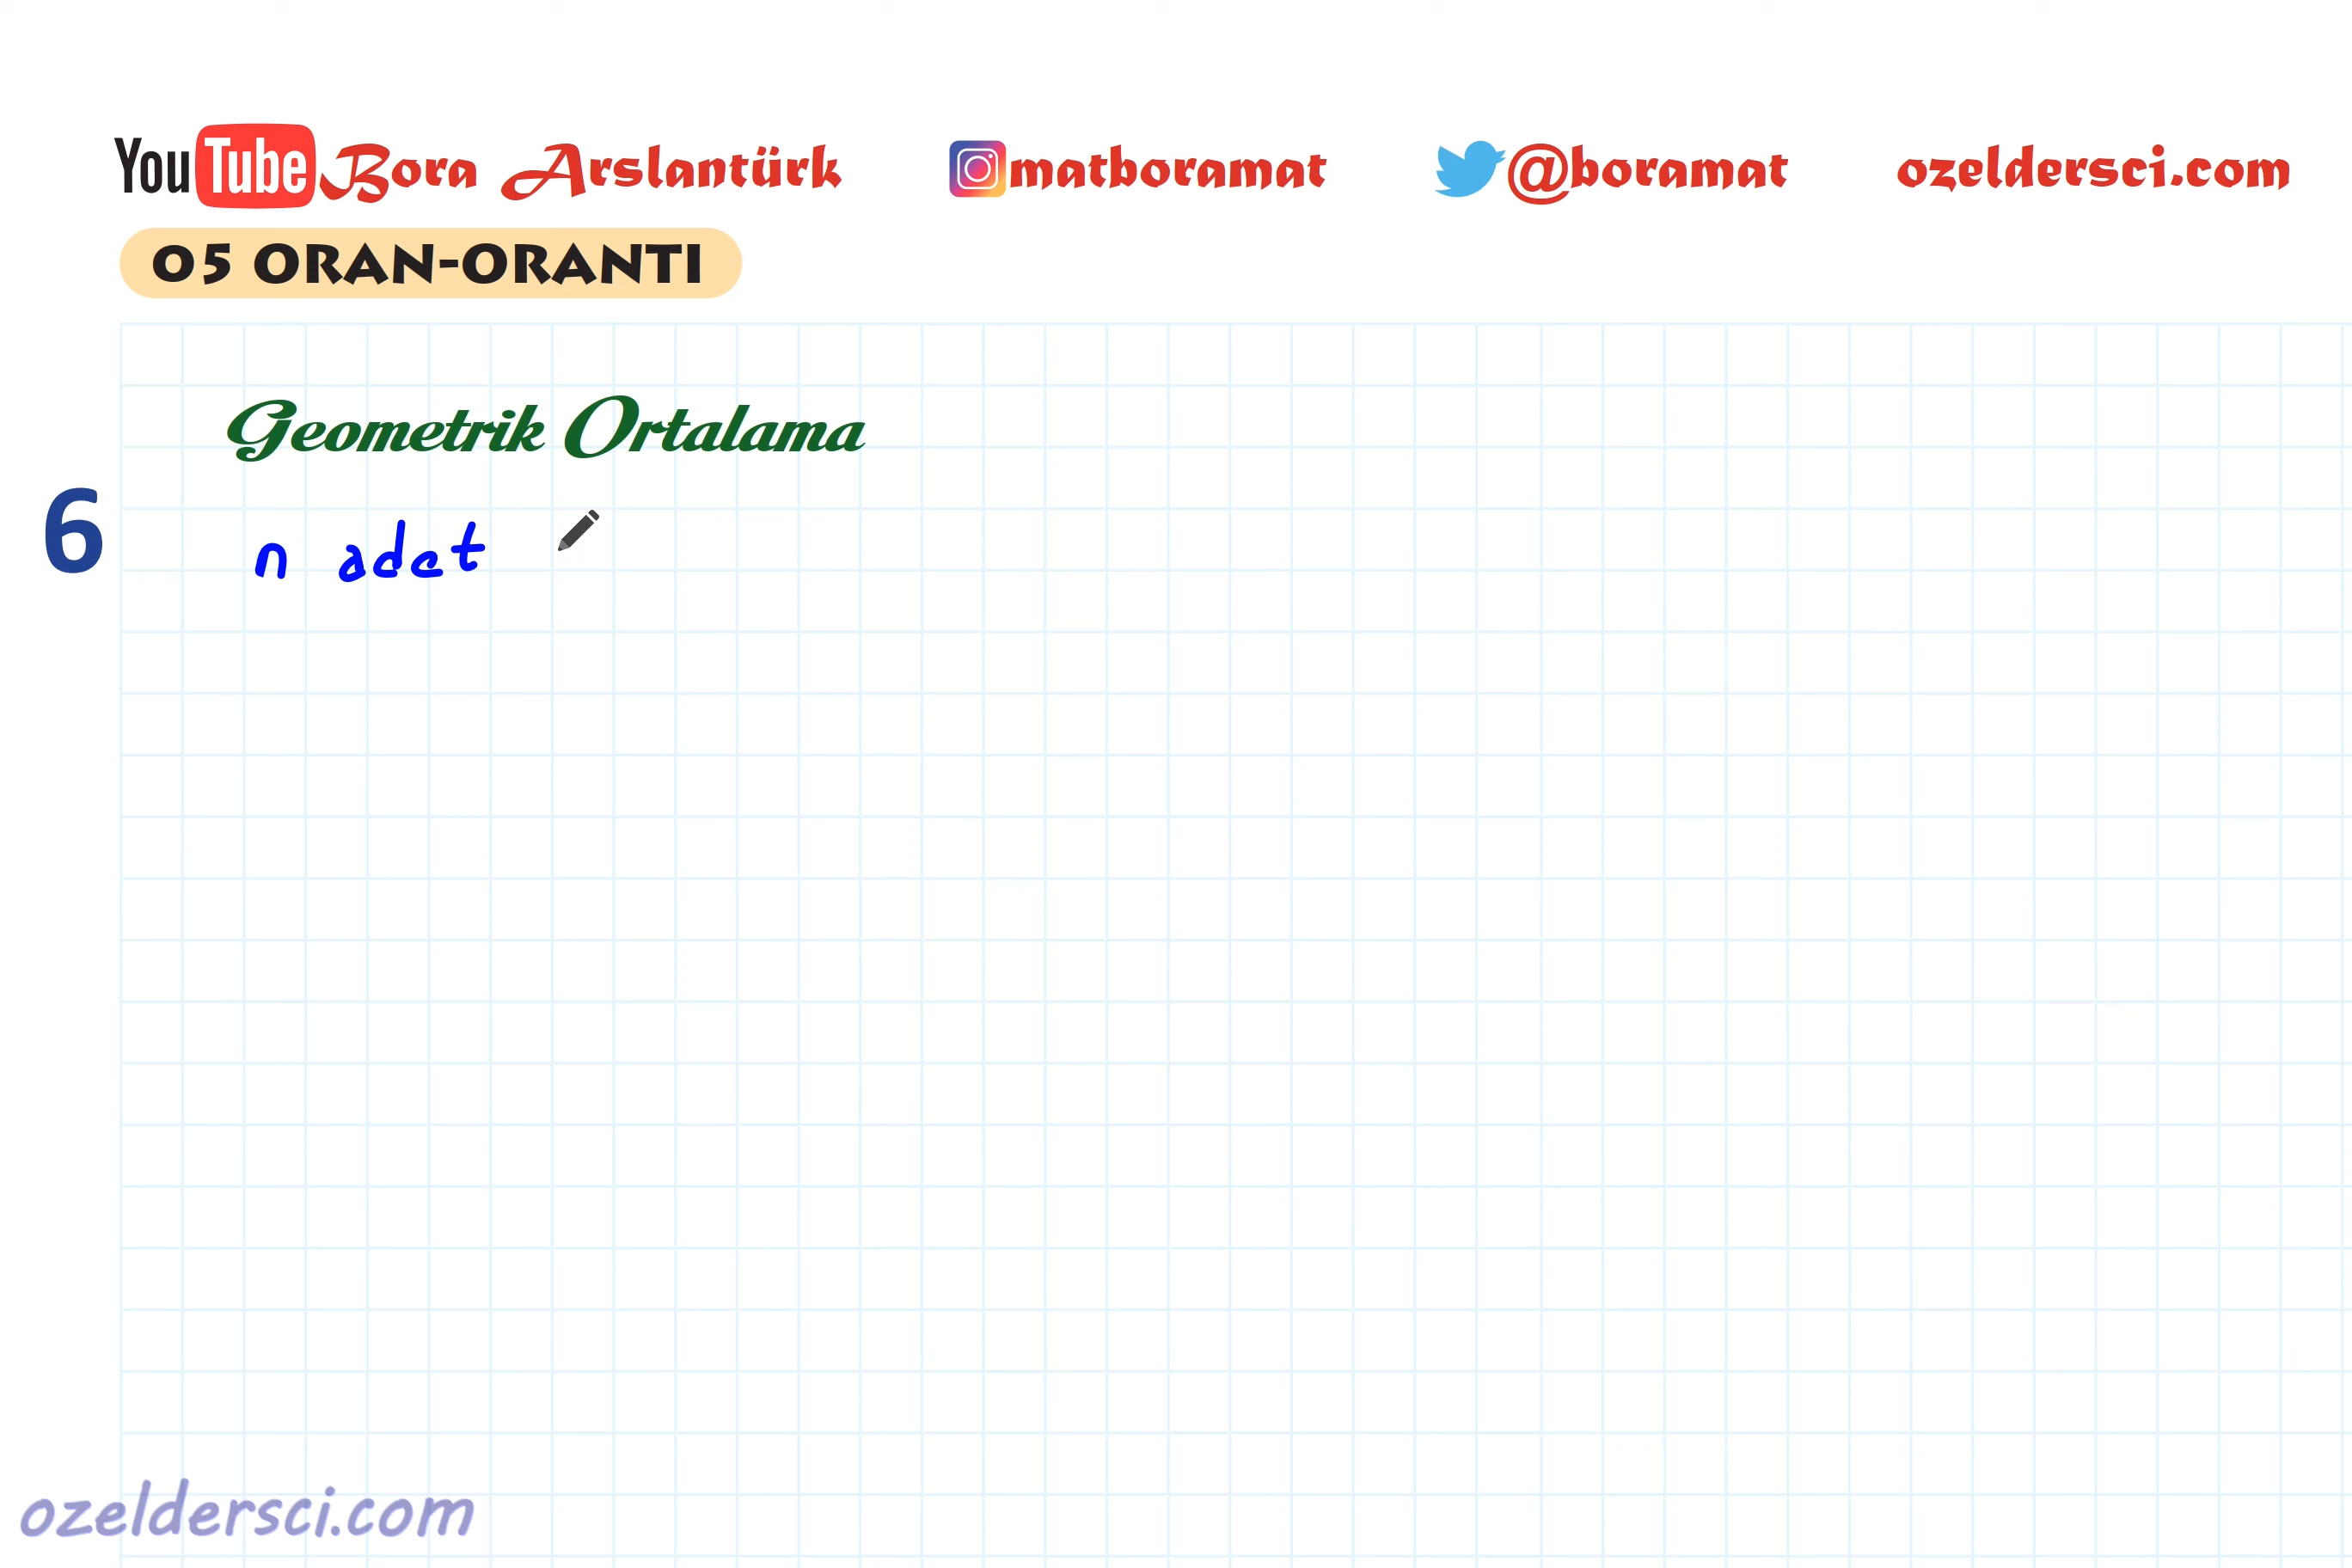 YouTube Bora Arslantürk matboramat @boramat ozeldersci.com
05 ORAN-ORANTI
Geometrik Ortalama
6
n adet
ozeldersci.com